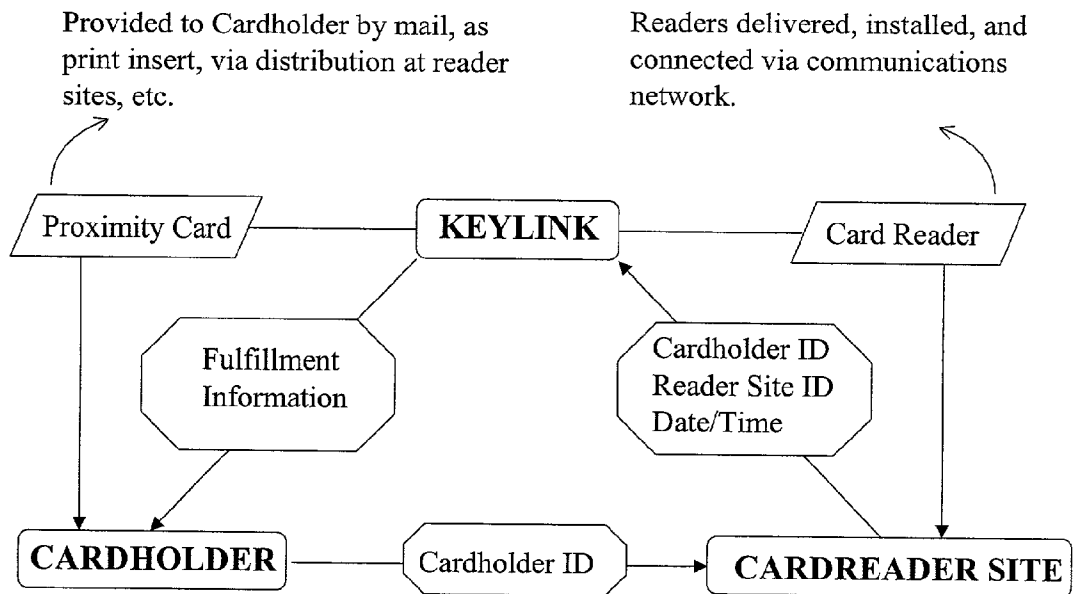 Provided to Cardholder by mail, as
print insert, via distribution at reader
sites, etc.
Readers delivered, installed, and
connected via communications
network.
Proximity Card
KEYLINK
Card Reader
Fulfillment
Information
Cardholder ID
Reader Site ID
Date/Time
CARDHOLDER
Cardholder ID
CARDREADER SITE